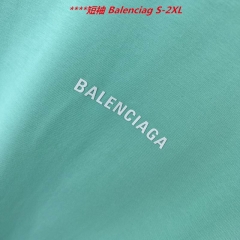 ****短袖 Balenciag S-2XL
BALENCIAGA